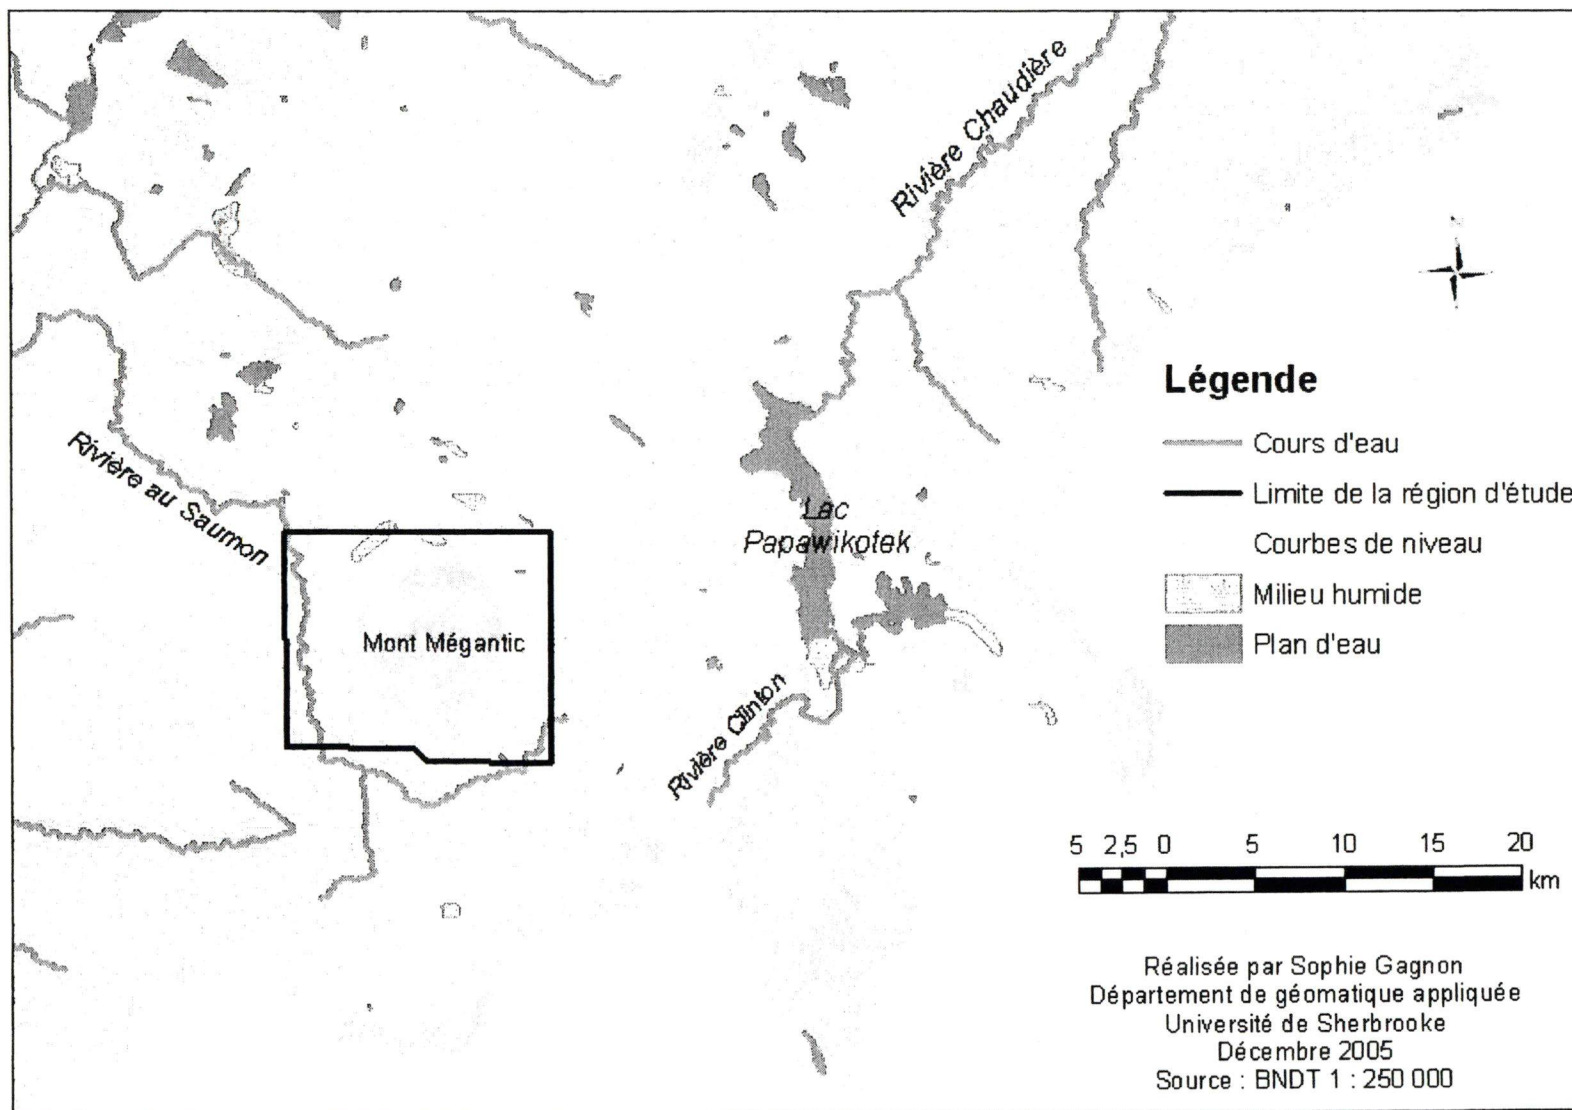 Rivière Chaudière
Rivière au Saumon
Lac
Papawikotek
Mont Mégantic
Rivière Clinton
Légende
Cours d'eau
Limite de la région d'étude
Courbes de niveau
Milieu humide
Plan d'eau
5 2,5 0 5 10 15 20
km
Réalisée par Sophie Gagnon
Département de géomatique appliquée
Université de Sherbrooke
Décembre 2005
Source : BNDT 1 : 250 000